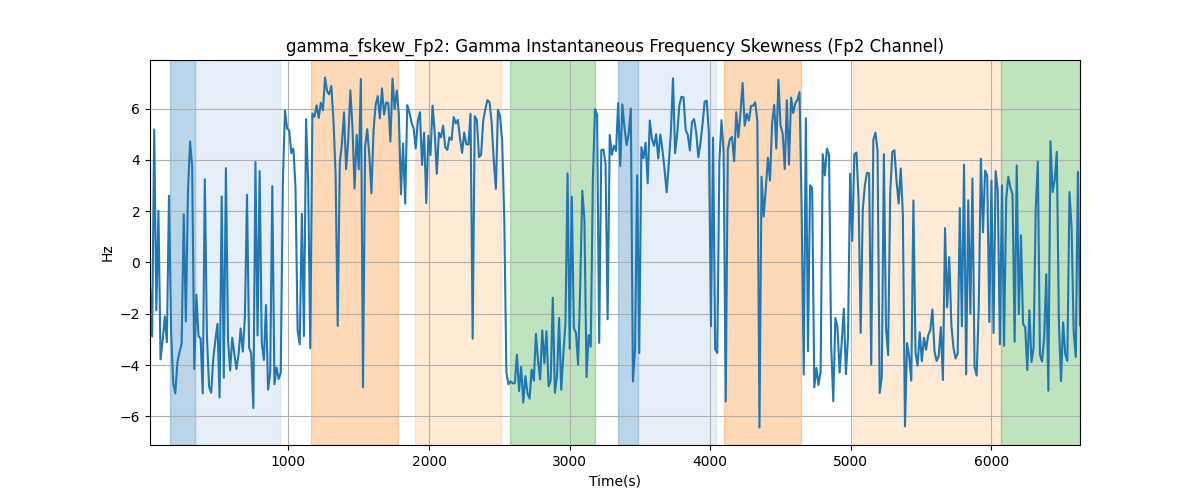 gamma_fskew_Fp2: Gamma Instantaneous Frequency Skewness (Fp2 Channel)
6
4
2
0
−2
−4
−6
Hz
1000 2000 3000 4000 5000 6000
Time(s)